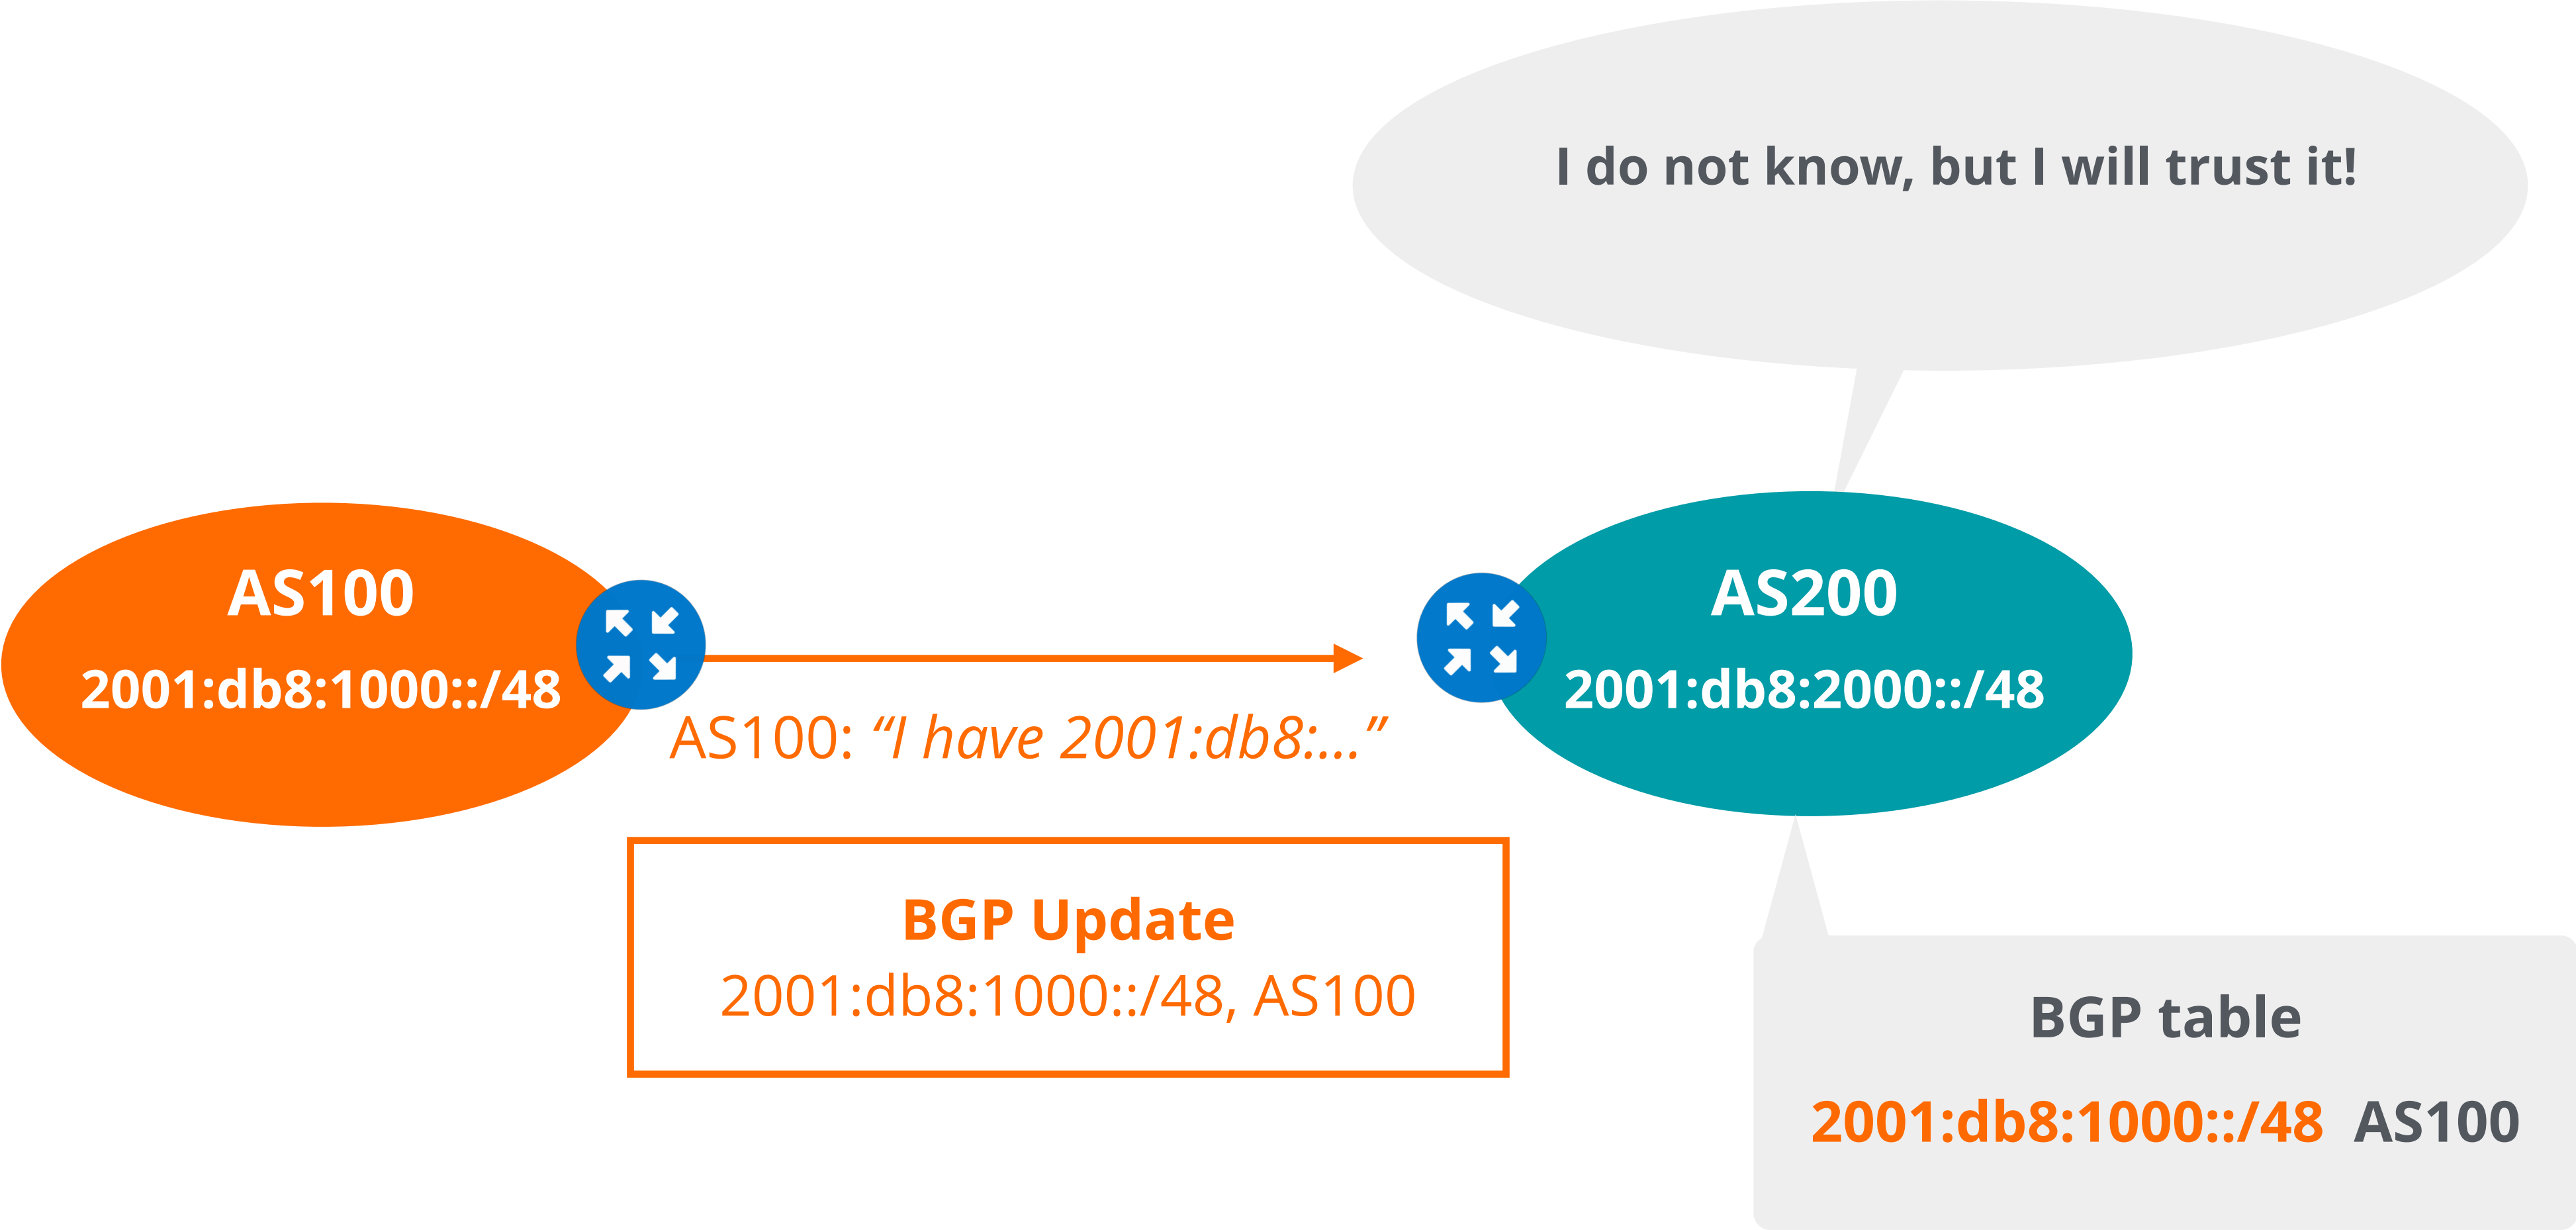 I do not know, but I will trust it!
AS100
2001:db8:1000::/48
AS200
2001:db8:2000::/48
AS100: “I have 2001:db8:...”
BGP Update
2001:db8:1000::/48, AS100
BGP table
2001:db8:1000::/48 AS100